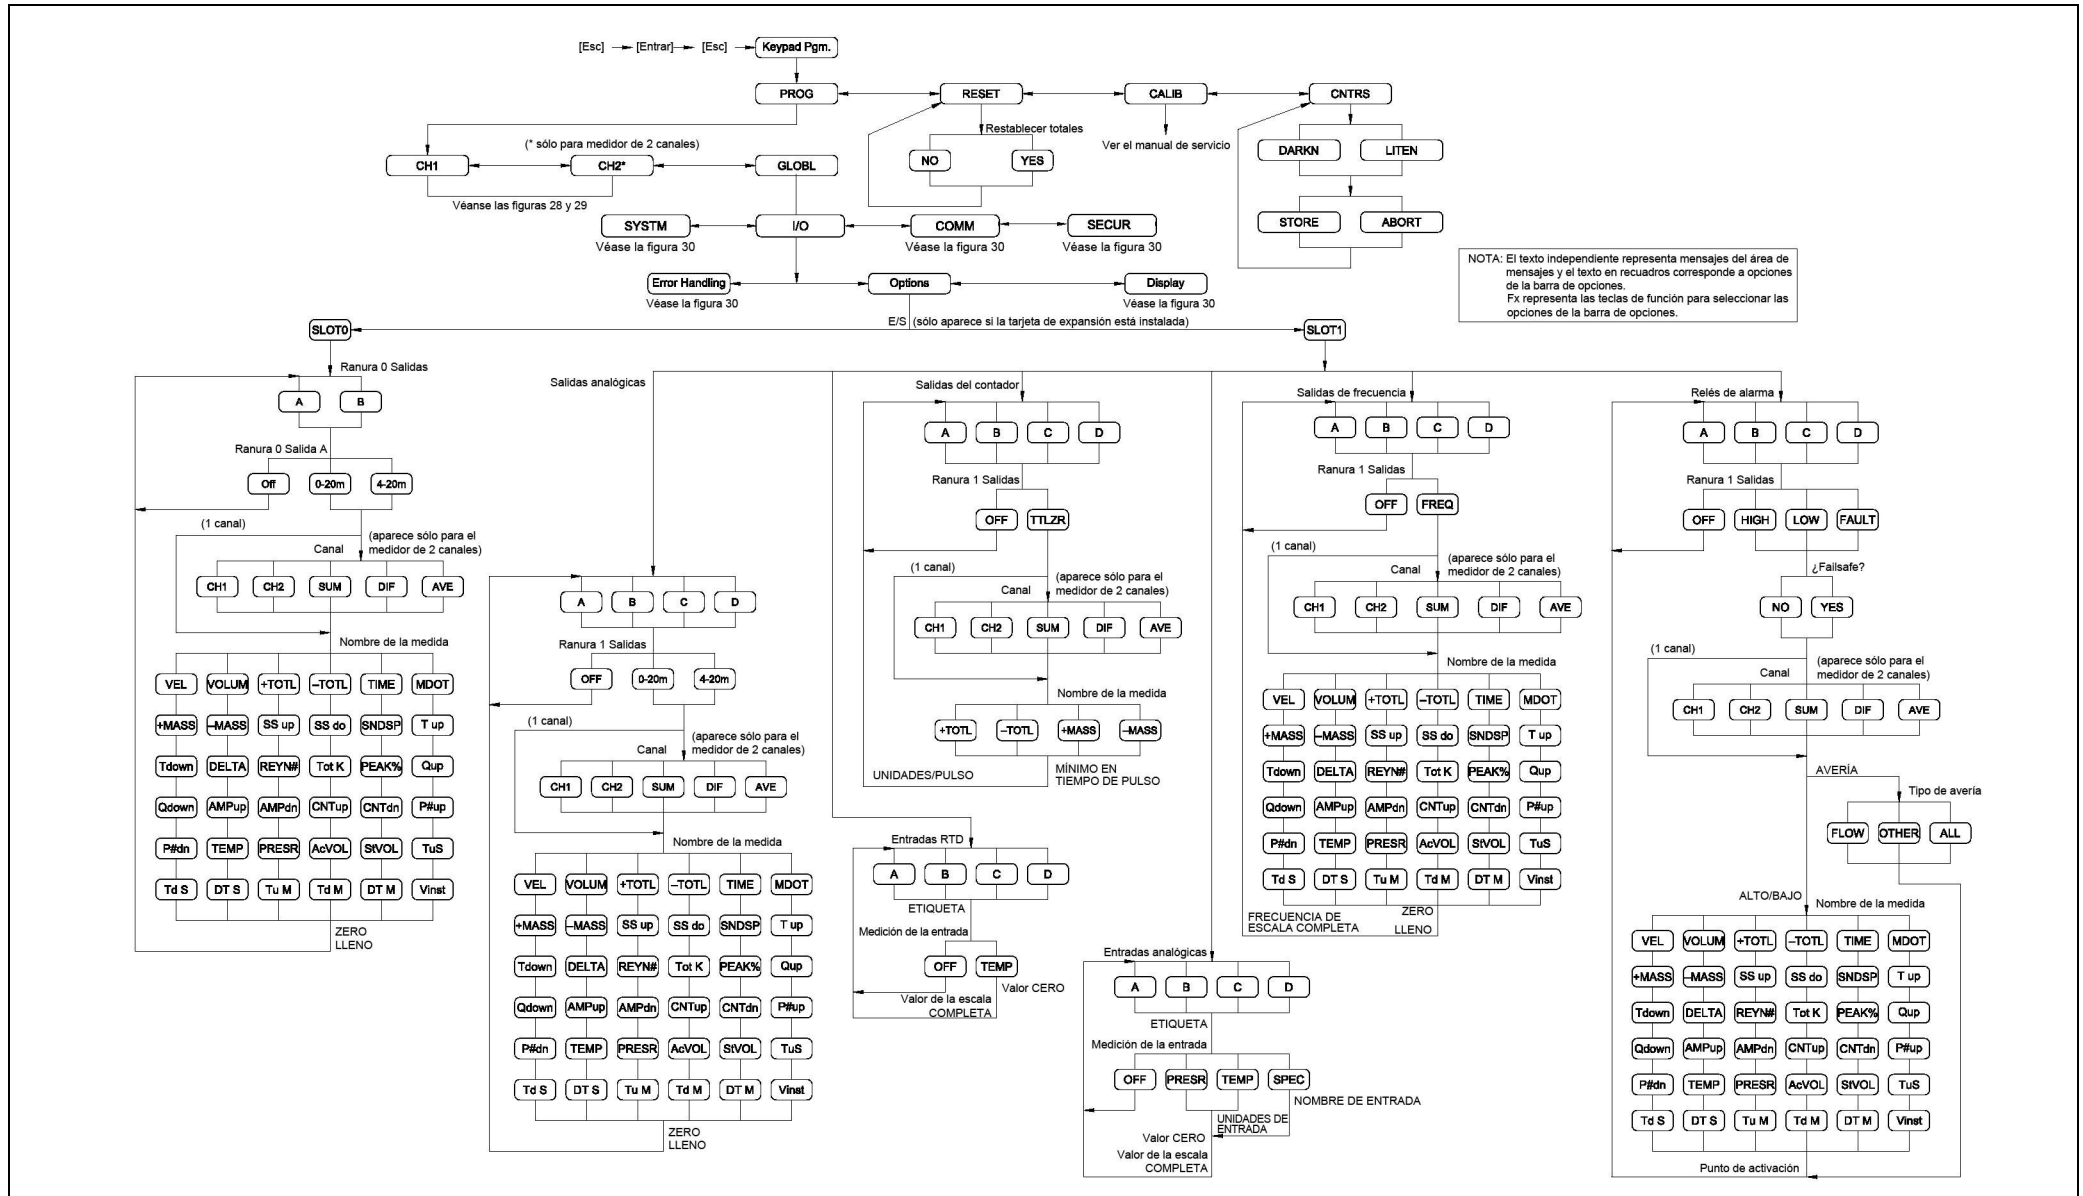 [Esc] [Entrar] [Esc] Keypad Pgm.
PROG RESET CALIB CNTRS
(* sólo para medidor de 2 canales)
Restablecer totales
Ver el manual de servicio
CH1 CH2* GLOBL
NO YES
DARKN LITEN
Véanse las figuras 28 y 29
STORE ABORT
SYSTM I/O COMM SECUR
Véase la figura 30 Véase la figura 30 Véase la figura 30
NOTA: El texto independiente representa mensajes del área de
mensajes y el texto en recuadros corresponde a opciones
de la barra de opciones.
Fx representa las teclas de función para seleccionar las
opciones de la barra de opciones.
Error Handling Options Display
Véase la figura 30 Véase la figura 30
E/S (sólo aparece si la tarjeta de expansión está instalada)
SLOT0 SLOT1
Ranura 0 Salidas
A B
Ranura 0 Salida A
Off 0-20m 4-20m
(1 canal)
(aparece sólo para el
Canal medidor de 2 canales)
CH1 CH2 SUM DIF AVE
Nombre de la medida
VEL VOLUM +TOTL –TOTL TIME MDOT
+MASS –MASS SS up SS do SNDSP T up
Tdown DELTA REYN# Tot K PEAK% Qup
Qdown AMPup AMPdn CNTup CNTdn P#up
P#dn TEMP PRESR AcVOL StVOL TuS
Td S DT S Tu M Td M DT M Vinst
ZERO
LLENO
Salidas analógicas
A B C D
Ranura 1 Salidas
OFF 0-20m 4-20m
(1 canal)
(aparece sólo para el
Canal medidor de 2 canales)
CH1 CH2 SUM DIF AVE
Nombre de la medida
VEL VOLUM +TOTL –TOTL TIME MDOT
+MASS –MASS SS up SS do SNDSP T up
Tdown DELTA REYN# Tot K PEAK% Qup
Qdown AMPup AMPdn CNTup CNTdn P#up
P#dn TEMP PRESR AcVOL StVOL TuS
Td S DT S Tu M Td M DT M Vinst
ZERO
LLENO
Salidas del contador
A B C D
Ranura 1 Salidas
OFF TTLZR
(1 canal)
(aparece sólo para el
Canal medidor de 2 canales)
CH1 CH2 SUM DIF AVE
Nombre de la medida
+TOTL –TOTL +MASS –MASS
UNIDADES/PULSO
MÍNIMO EN
TIEMPO DE PULSO
Entradas RTD
A B C D
ETIQUETA
Medición de la entrada
OFF TEMP
Valor CERO
Valor de la escala
COMPLETA
Entradas analógicas
A B C D
ETIQUETA
Medición de la entrada
OFF PRESR TEMP SPEC
NOMBRE DE ENTRADA
UNIDADES DE
ENTRADA
Valor CERO
Valor de la escala
COMPLETA
Salidas de frecuencia
A B C D
Ranura 1 Salidas
OFF FREQ
(1 canal)
(aparece sólo para el
Canal medidor de 2 canales)
CH1 CH2 SUM DIF AVE
Nombre de la medida
VEL VOLUM +TOTL –TOTL TIME MDOT
+MASS –MASS SS up SS do SNDSP T up
Tdown DELTA REYN# Tot K PEAK% Qup
Qdown AMPup AMPdn CNTup CNTdn P#up
P#dn TEMP PRESR AcVOL StVOL TuS
Td S DT S Tu M Td M DT M Vinst
FRECUENCIA DE
ESCALA COMPLETA
ZERO
LLENO
Relés de alarma
A B C D
Ranura 1 Salidas
OFF HIGH LOW FAULT
¿Failsafe?
NO YES
(1 canal)
(aparece sólo para el
Canal medidor de 2 canales)
CH1 CH2 SUM DIF AVE
AVERÍA
Tipo de avería
FLOW OTHER ALL
ALTO/BAJO
Nombre de la medida
VEL VOLUM +TOTL –TOTL TIME MDOT
+MASS –MASS SS up SS do SNDSP T up
Tdown DELTA REYN# Tot K PEAK% Qup
Qdown AMPup AMPdn CNTup CNTdn P#up
P#dn TEMP PRESR AcVOL StVOL TuS
Td S DT S Tu M Td M DT M Vinst
Punto de activación